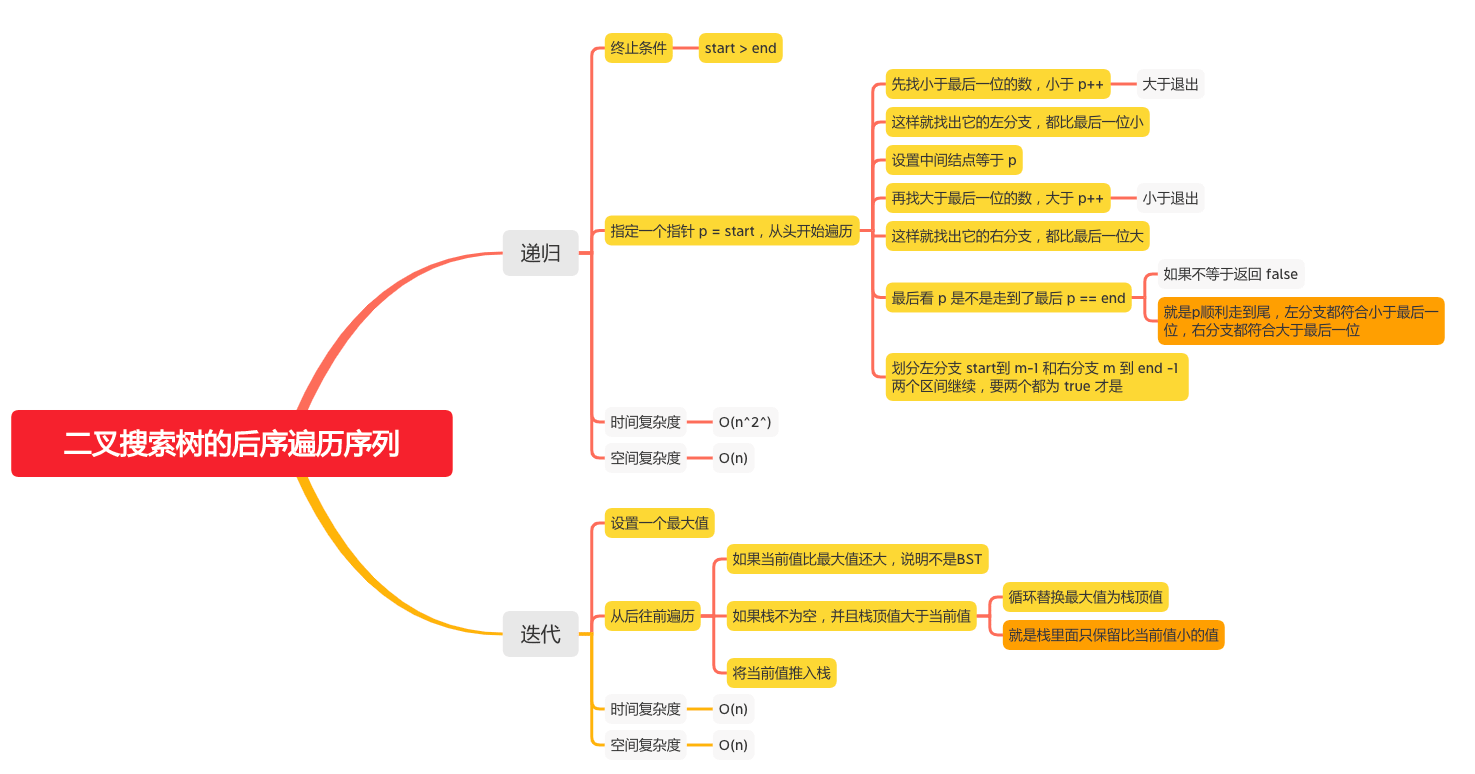 二叉搜索树的后序遍历序列
递归
终止条件
start > end
指定一个指针 p = start，从头开始遍历
先找小于最后一位的数，小于 p++
大于退出
这样就找出它的左分支，都比最后一位小
设置中间结点等于 p
再找大于最后一位的数，大于 p++
小于退出
这样就找出它的右分支，都比最后一位大
最后看 p 是不是走到了最后 p == end
如果不等于返回 false
就是p顺利走到尾，左分支都符合小于最后一
位，右分支都符合大于最后一位
划分左分支 start到 m-1 和右分支 m 到 end -1
两个区间继续，要两个都为 true 才是
时间复杂度
O(n^2^)
空间复杂度
O(n)
迭代
设置一个最大值
从后往前遍历
如果当前值比最大值还大，说明不是BST
如果栈不为空，并且栈顶值大于当前值
循环替换最大值为栈顶值
就是栈里面只保留比当前值小的值
将当前值推入栈
时间复杂度
O(n)
空间复杂度
O(n)